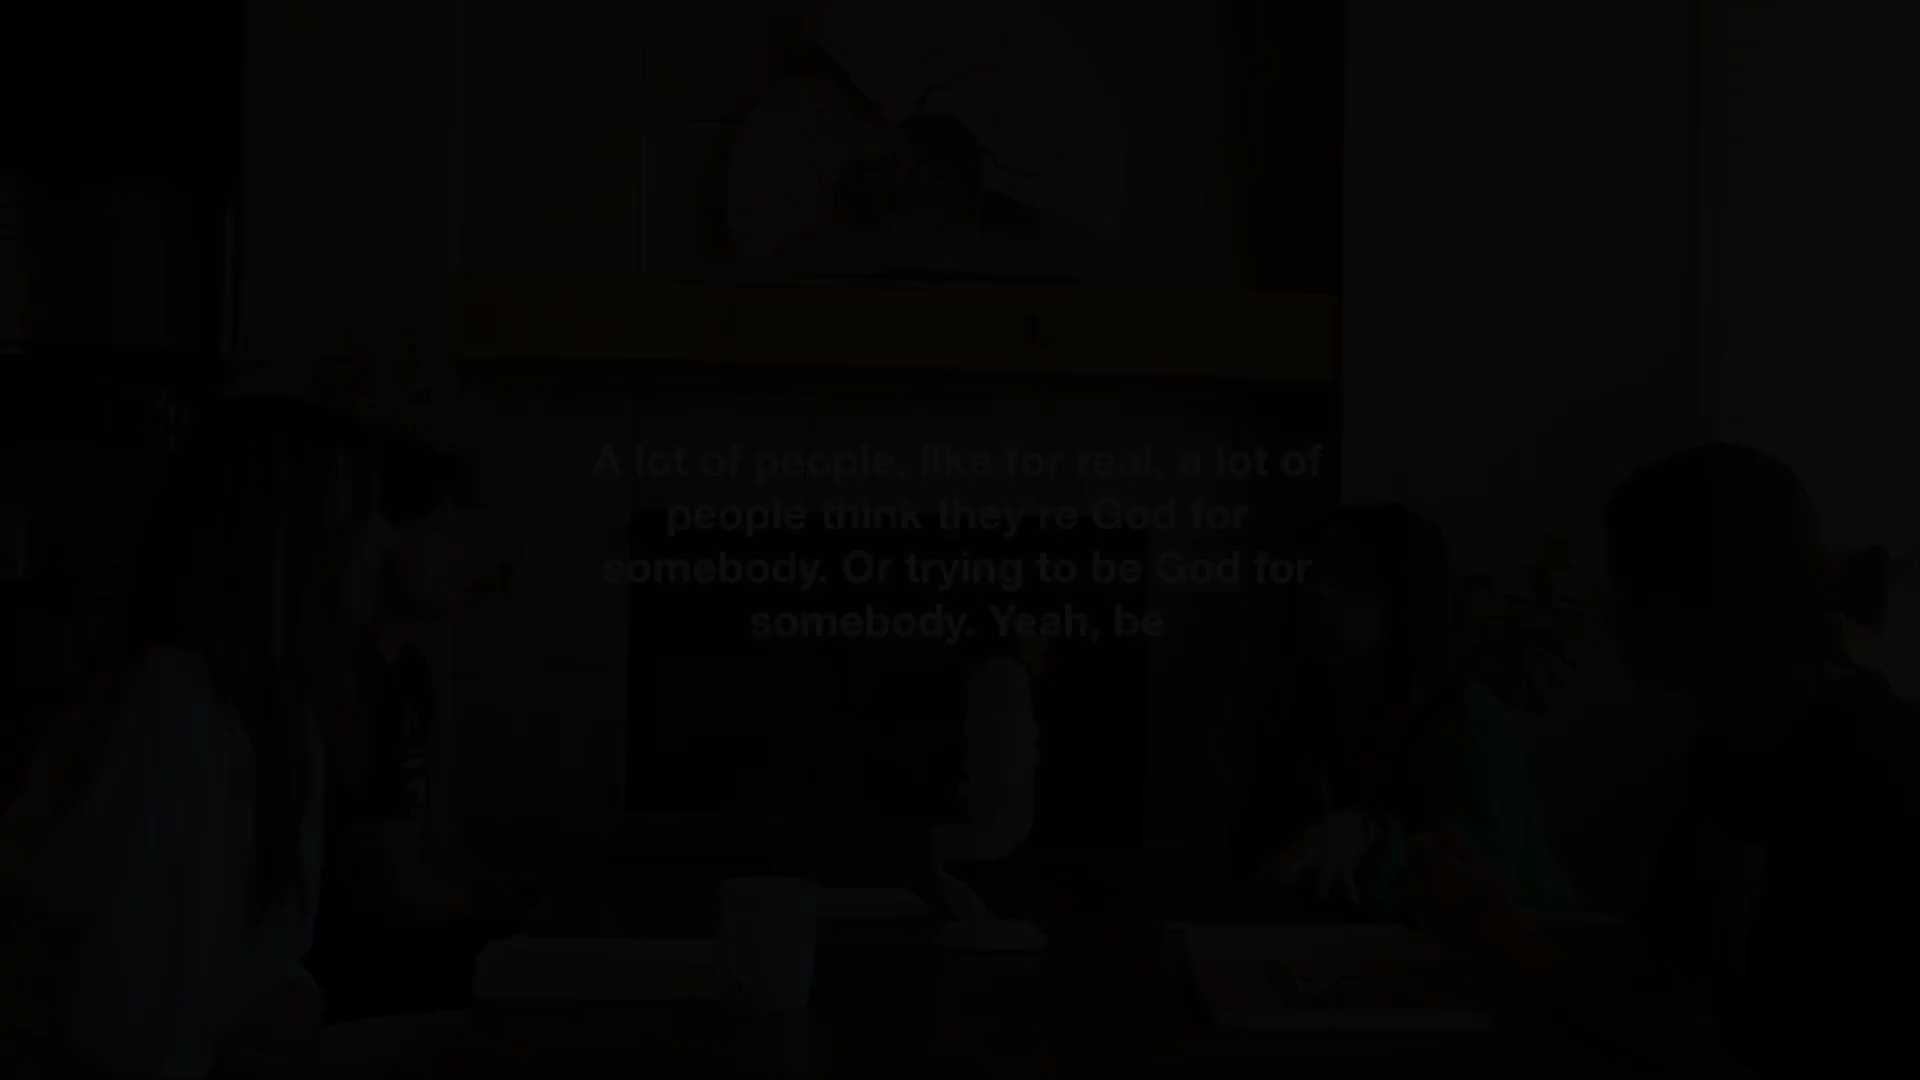 A lot of people, like for real, a lot of
people think they're God for
somebody. Or trying to be God for
somebody. Yeah, be